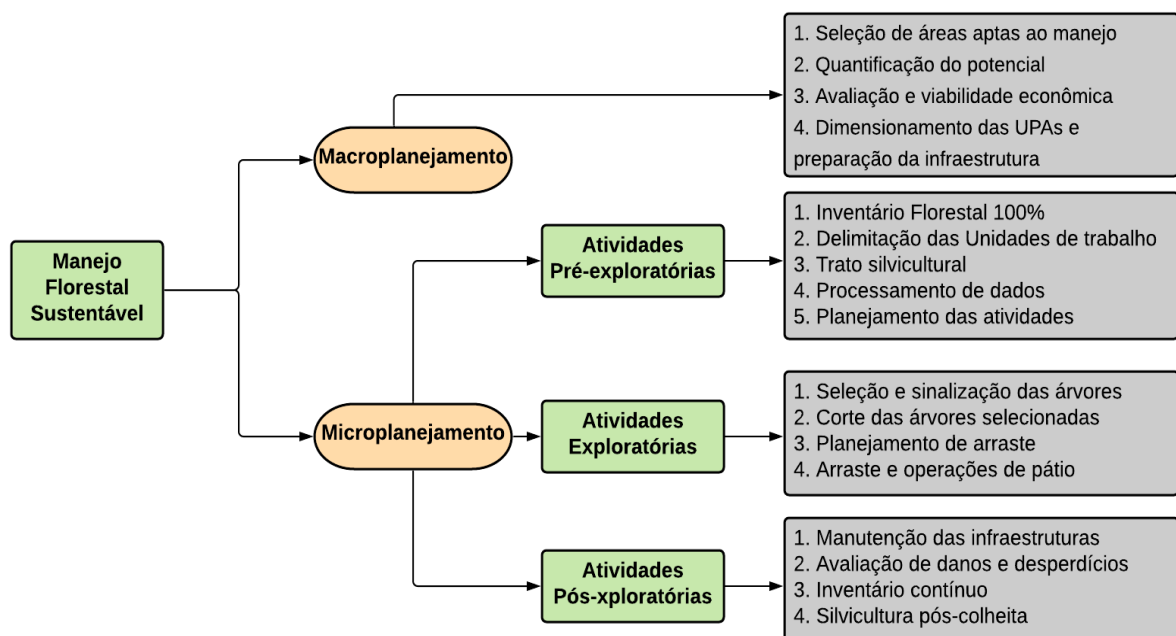 Manejo
Florestal
Sustentável
Macroplanejamento
1. Seleção de áreas aptas ao manejo
2. Quantificação do potencial
3. Avaliação e viabilidade econômica
4. Dimensionamento das UPAs e
preparação da infraestrutura
Microplanejamento
Atividades
Pré-exploratórias
1. Inventário Florestal 100%
2. Delimitação das Unidades de trabalho
3. Trato silvicultural
4. Processamento de dados
5. Planejamento das atividades
Atividades
Exploratórias
1. Seleção e sinalização das árvores
2. Corte das árvores selecionadas
3. Planejamento de arraste
4. Arraste e operações de pátio
Atividades
Pós-xploratórias
1. Manutenção das infraestruturas
2. Avaliação de danos e desperdícios
3. Inventário contínuo
4. Silvicultura pós-colheita